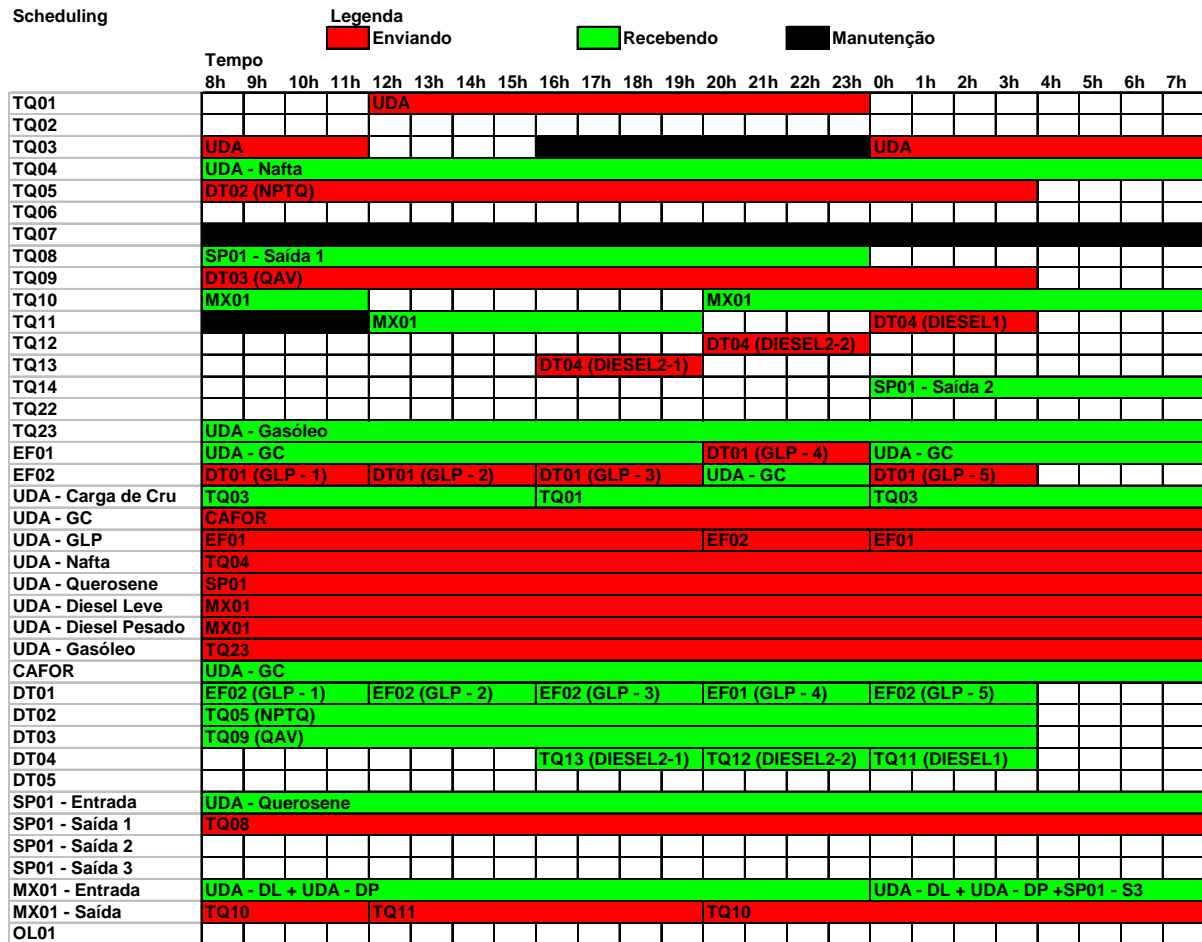 Scheduling Legenda
Enviando Recebendo Manutenção
Tempo
8h 9h 10h 11h 12h 13h 14h 15h 16h 17h 18h 19h 20h 21h 22h 23h 0h 1h 2h 3h 4h 5h 6h 7h
TQ01 UDA
TQ02
TQ03 UDA UDA
TQ04 UDA - Nafta
TQ05 DT02 (NPTQ)
TQ06
TQ07
TQ08 SP01 - Saída 1
TQ09 DT03 (QAV)
TQ10 MX01 MX01
TQ11 MX01 DT04 (DIESEL1)
TQ12 DT04 (DIESEL2-2)
TQ13 DT04 (DIESEL2-1)
TQ14 SP01 - Saída 2
TQ22
TQ23 UDA - Gasóleo
EF01 UDA - GC DT01 (GLP - 4) UDA - GC
EF02 DT01 (GLP - 1) DT01 (GLP - 2) DT01 (GLP - 3) UDA - GC DT01 (GLP - 5)
UDA - Carga de Cru TQ03 TQ01 TQ03
UDA - GC CAFOR
UDA - GLP EF01 EF02 EF01
UDA - Nafta TQ04
UDA - Querosene SP01
UDA - Diesel Leve MX01
UDA - Diesel Pesado MX01
UDA - Gasóleo TQ23
CAFOR UDA - GC
DT01 EF02 (GLP - 1) EF02 (GLP - 2) EF02 (GLP - 3) EF01 (GLP - 4) EF02 (GLP - 5)
DT02 TQ05 (NPTQ)
DT03 TQ09 (QAV)
DT04 TQ13 (DIESEL2-1) TQ12 (DIESEL2-2) TQ11 (DIESEL1)
DT05
SP01 - Entrada UDA - Querosene
SP01 - Saída 1 TQ08
SP01 - Saída 2
SP01 - Saída 3
MX01 - Entrada UDA - DL + UDA - DP UDA - DL + UDA - DP +SP01 - S3
MX01 - Saída TQ10 TQ11 TQ10
OL01